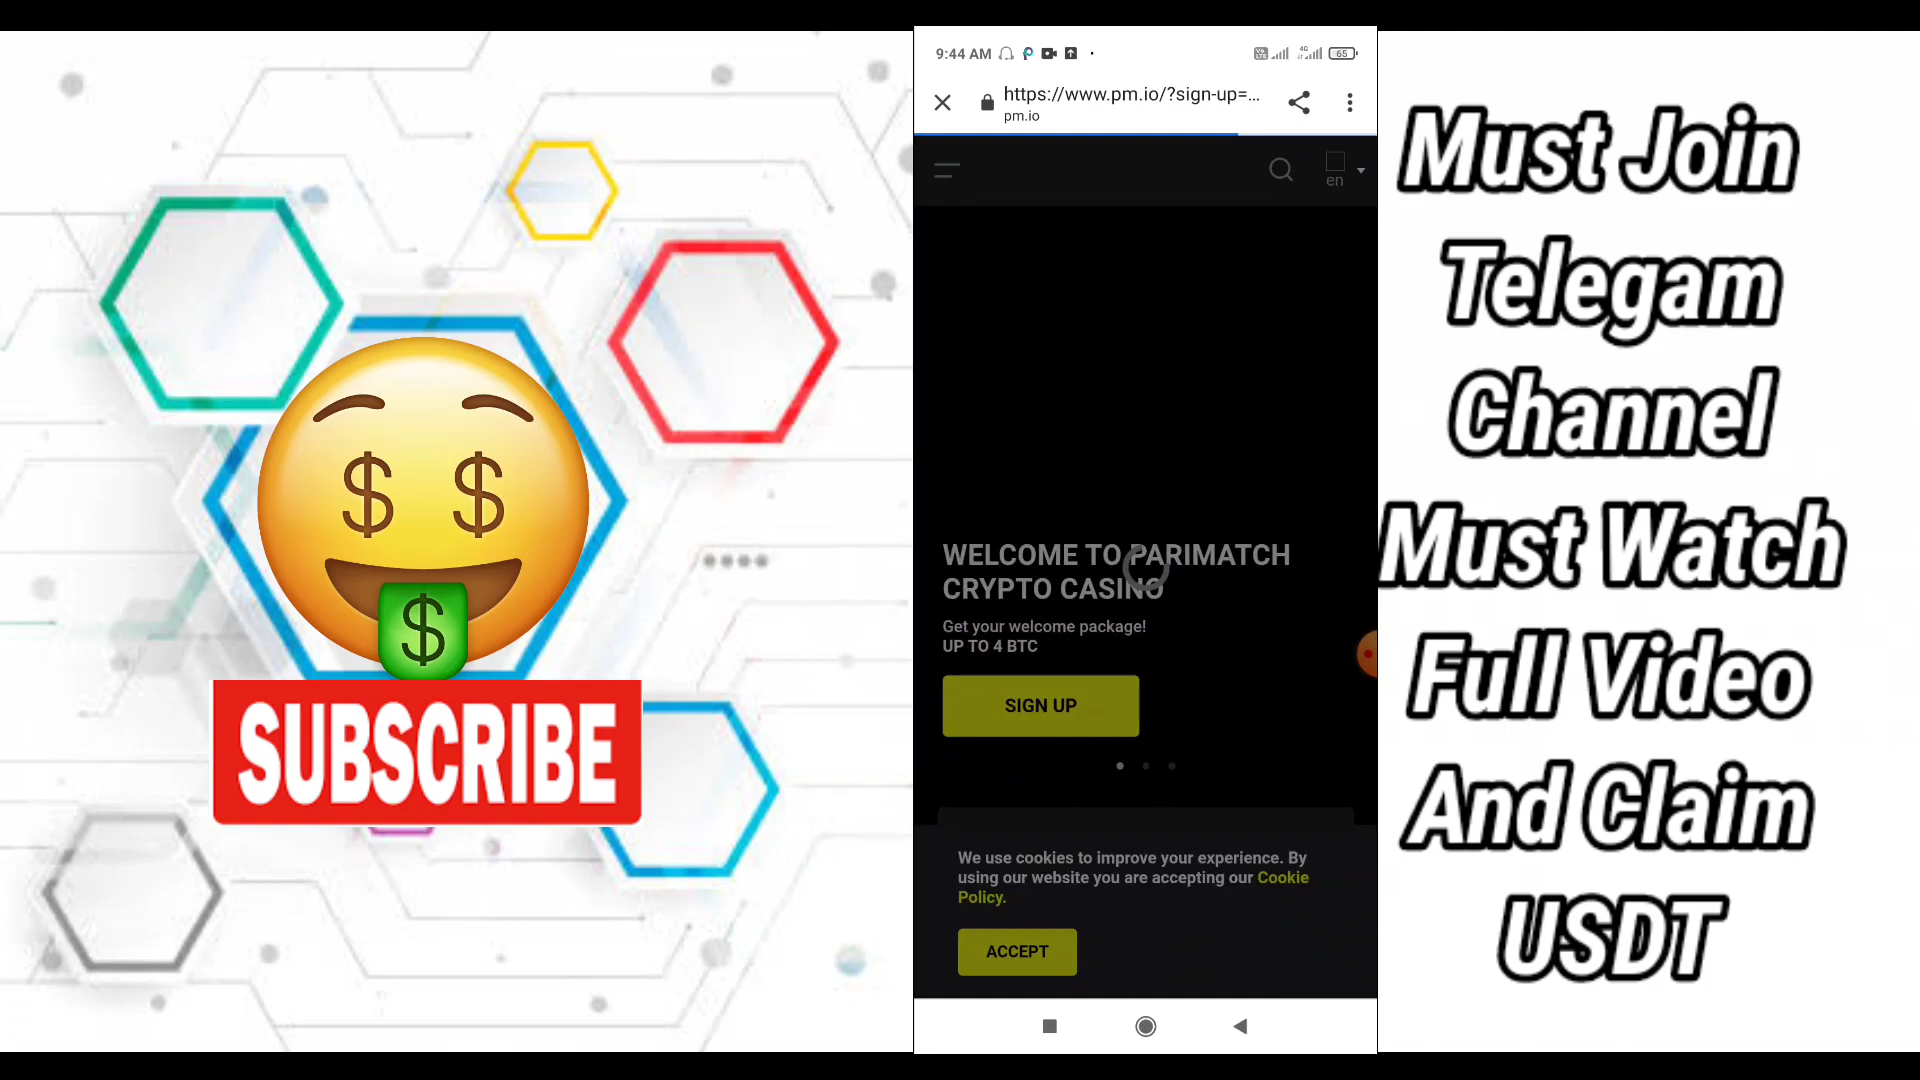 9:44 AM
4G
65
https://www.pm.io/?sign-up=...
pm.io
en
WELCOME TO PARIMATCH
CRYPTO CASINO
Get your welcome package!
UP TO 4 BTC
SIGN UP
We use cookies to improve your experience. By
using our website you are accepting our Cookie
Policy.
ACCEPT
$ $
$
SUBSCRIBE
Must Join
Telegam
Channel
Must Watch
Full Video
And Claim
USDT